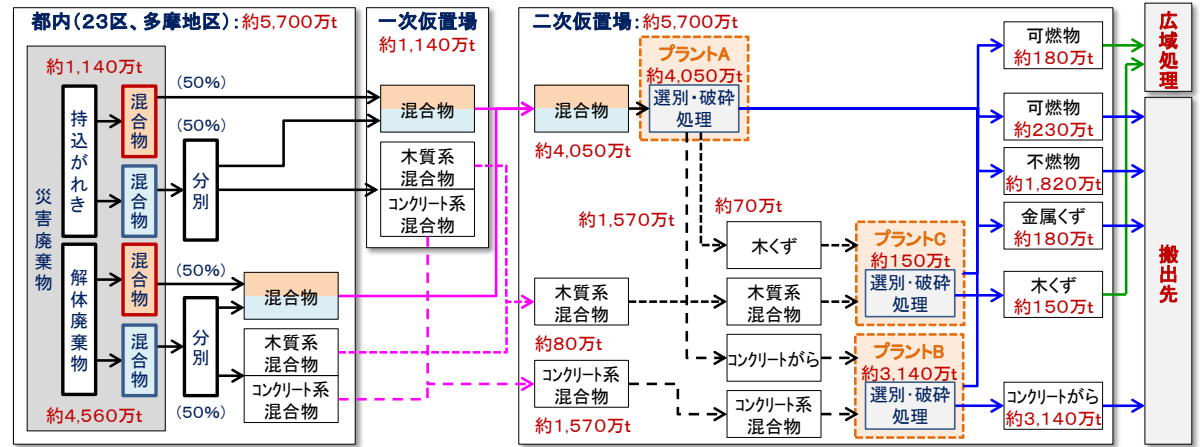 都内(23区、多摩地区):約5,700万t
災害廃棄物
約1,140万t
持込がれき
混合物
(50%)
混合物
(50%)
分別
解体廃棄物
混合物
(50%)
混合物
(50%)
分別
約4,560万t
混合物
木質系
混合物
コンクリート系
混合物
一次仮置場
約1,140万t
混合物
木質系
混合物
コンクリート系
混合物
二次仮置場:約5,700万t
混合物
約4,050万t
プラントA
約4,050万t
選別・破砕
処理
約1,570万t
約70万t
木くず
木質系
混合物
約80万t
木質系
混合物
コンクリート系
混合物
約1,570万t
コンクリートがら
コンクリート系
混合物
プラントC
約150万t
選別・破砕
処理
プラントB
約3,140万t
選別・破砕
処理
可燃物
約180万t
可燃物
約230万t
不燃物
約1,820万t
金属くず
約180万t
木くず
約150万t
コンクリートがら
約3,140万t
広域処理
搬出先